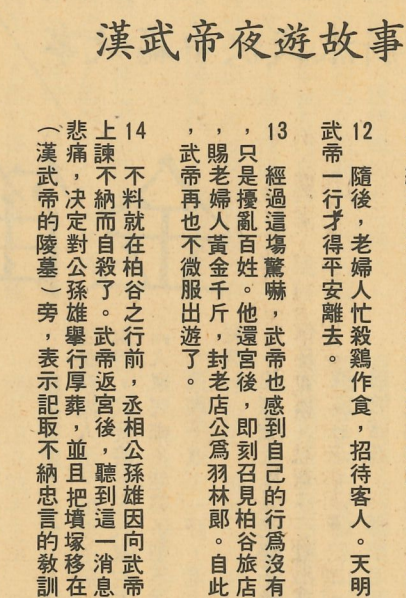 漢武帝夜遊故事
12 隨後，老婦人忙殺鷄作食，招待客人。天明
武帝一行才得平安離去。
13 經過這場驚嚇，武帝也感到自己的行爲沒有
，只是擾亂百姓。他還宮後，即刻召見柏谷旅店
，賜老婦人黃金千斤，封老店公爲羽林郞。自此
，武帝再也不微服出遊了。
14 不料就在柏谷之行前，丞相公孫雄因向武帝
上諫不納而自殺了。武帝返宮後，聽到這一消息
悲痛，決定對公孫雄舉行厚葬，並且把墳塚移在
（漢武帝的陵墓）旁，表示記取不納忠言的教訓